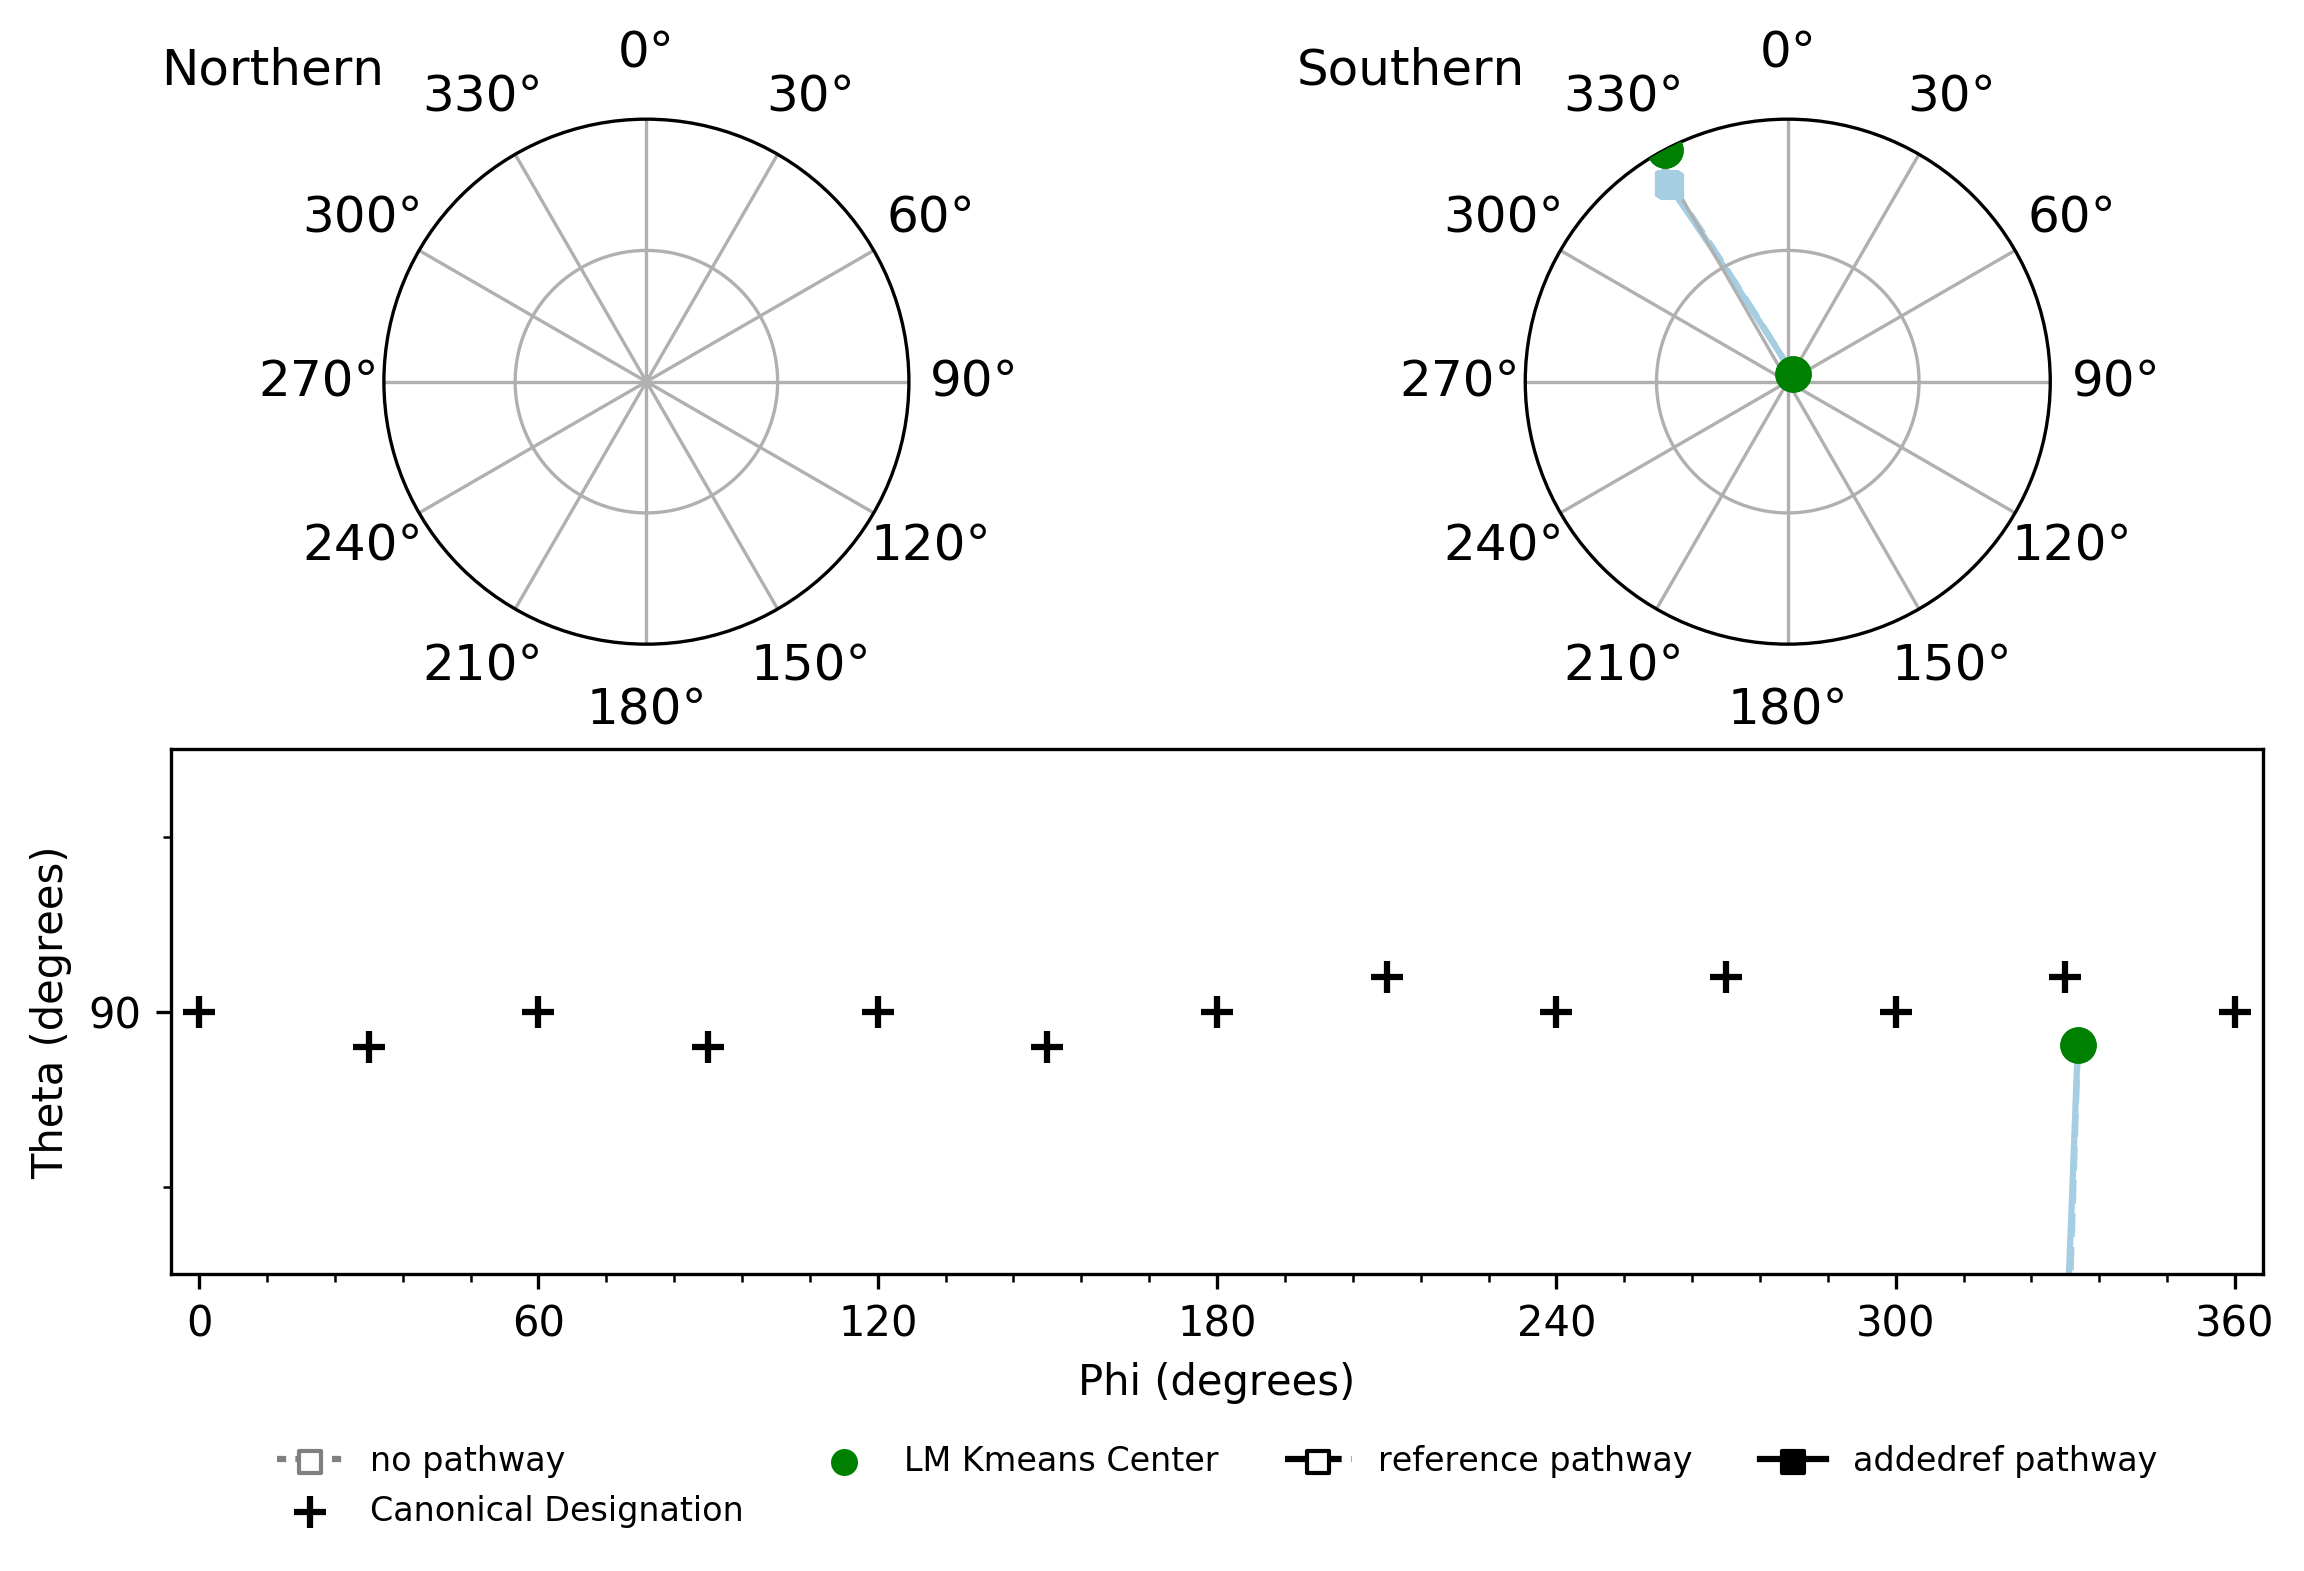 Northern
0°
330°
30°
300°
60°
270°
90°
240°
120°
210°
150°
180°
Southern
0°
330°
30°
300°
60°
270°
90°
240°
120°
210°
150°
180°
Theta (degrees)
90
0 60 120 180 240 300 360
Phi (degrees)
no pathway
Canonical Designation
LM Kmeans Center
reference pathway
addedref pathway